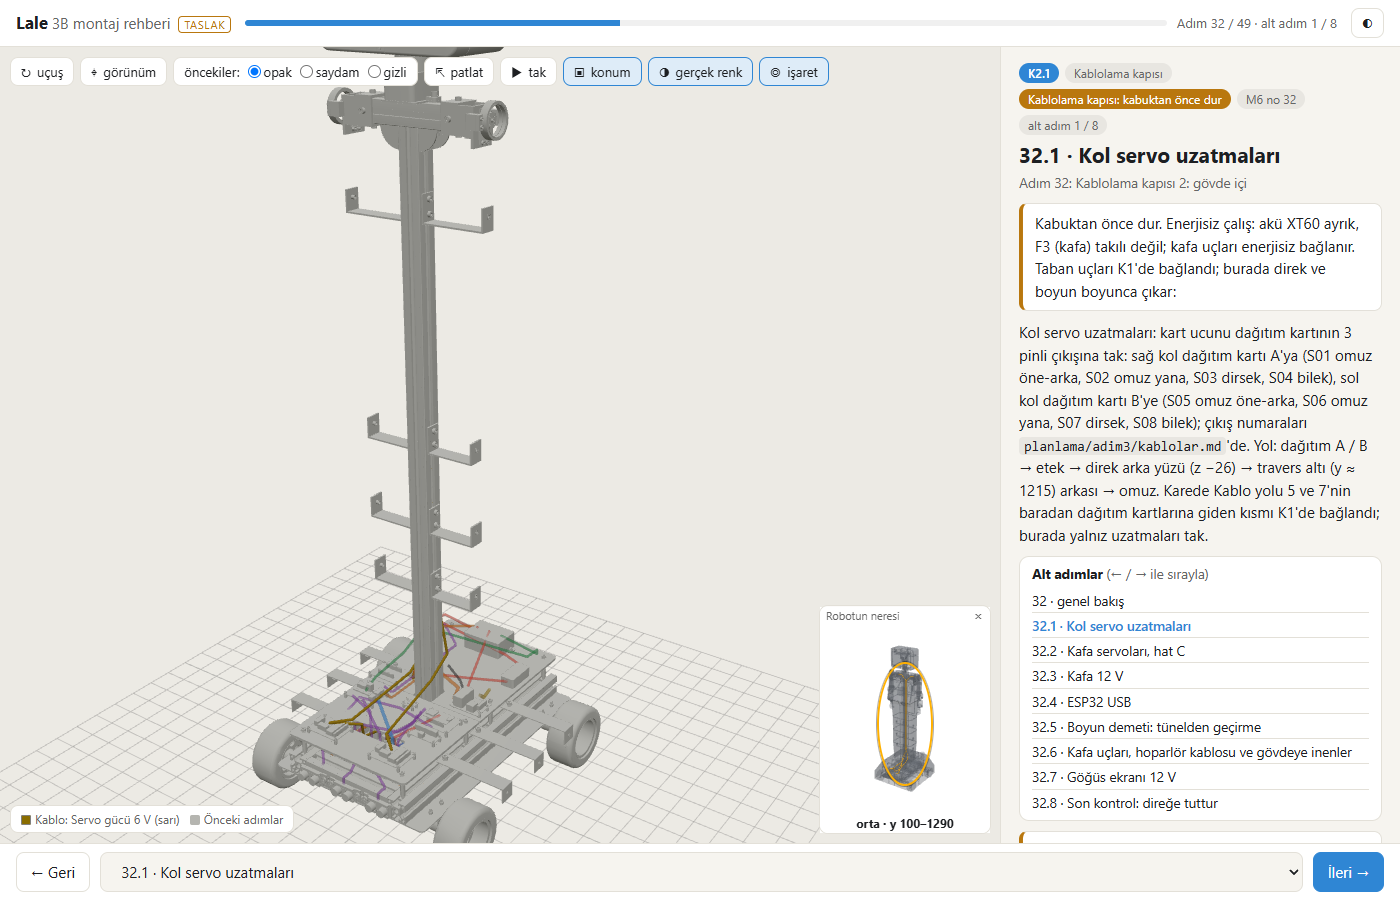 Lale 3B montaj rehberi TASLAK
Adım 32 / 49 · alt adım 1 / 8
↻ uçuş
⌖ görünüm
öncekiler: opak saydam gizli
⇱ patlat
▶ tak
▣ konum
◑ gerçek renk
◎ işaret
Kablo: Servo gücü 6 V (sarı)
Önceki adımlar
Robotun neresi ×
orta · y 100–1290
K2.1 Kablolama kapısı
Kablolama kapısı: kabuktan önce dur M6 no 32
alt adım 1 / 8
32.1 · Kol servo uzatmaları
Adım 32: Kablolama kapısı 2: gövde içi
Kabuktan önce dur. Enerjisiz çalış: akü XT60 ayrık,
F3 (kafa) takılı değil; kafa uçları enerjisiz bağlanır.
Taban uçları K1'de bağlandı; burada direk ve
boyun boyunca çıkar:
Kol servo uzatmaları: kart ucunu dağıtım kartının 3
pinli çıkışına tak: sağ kol dağıtım kartı A'ya (S01 omuz
öne-arka, S02 omuz yana, S03 dirsek, S04 bilek), sol
kol dağıtım kartı B'ye (S05 omuz öne-arka, S06 omuz
yana, S07 dirsek, S08 bilek); çıkış numaraları
planlama/adim3/kablolar.md 'de. Yol: dağıtım A / B
→ etek → direk arka yüzü (z −26) → travers altı (y ≈
1215) arkası → omuz. Karede Kablo yolu 5 ve 7'nin
baradan dağıtım kartlarına giden kısmı K1'de bağlandı;
burada yalnız uzatmaları tak.
Alt adımlar (← / → ile sırayla)
32 · genel bakış
32.1 · Kol servo uzatmaları
32.2 · Kafa servoları, hat C
32.3 · Kafa 12 V
32.4 · ESP32 USB
32.5 · Boyun demeti: tünelden geçirme
32.6 · Kafa uçları, hoparlör kablosu ve gövdeye inenler
32.7 · Göğüs ekranı 12 V
32.8 · Son kontrol: direğe tuttur
← Geri
32.1 · Kol servo uzatmaları
İleri →